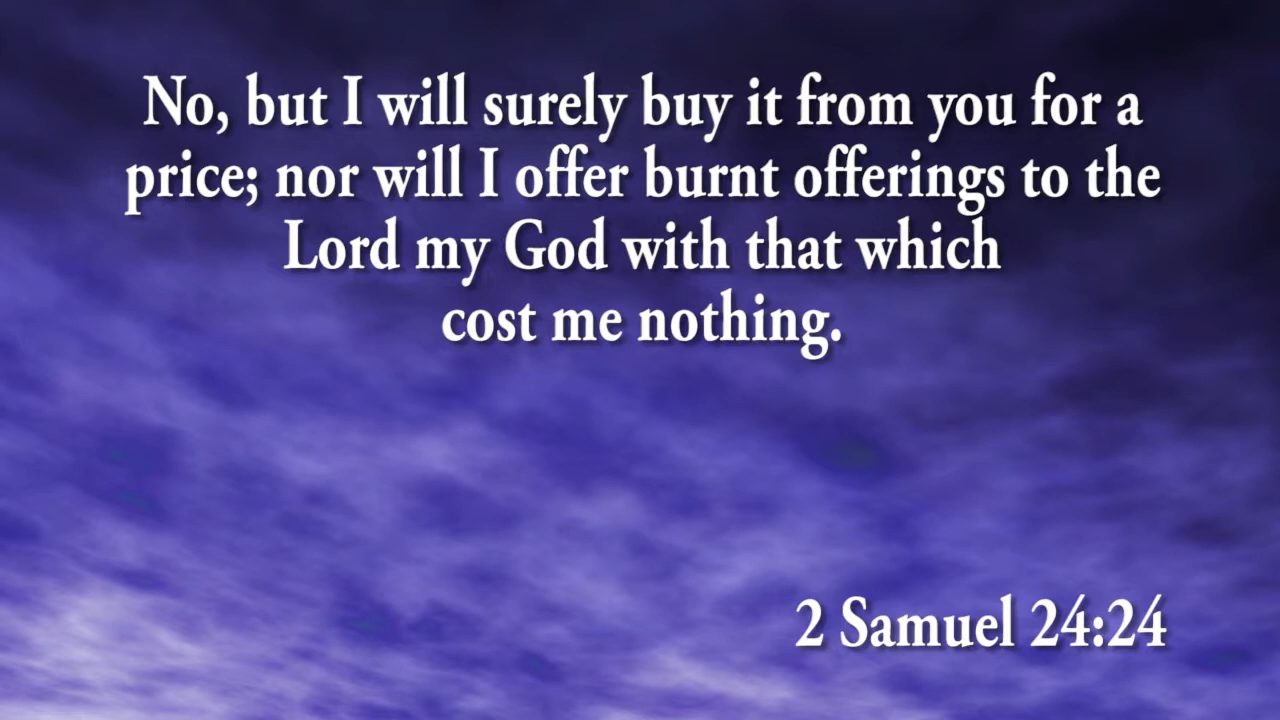 No, but I will surely buy it from you for a
price; nor will I offer burnt offerings to the
Lord my God with that which
cost me nothing.
2 Samuel 24:24